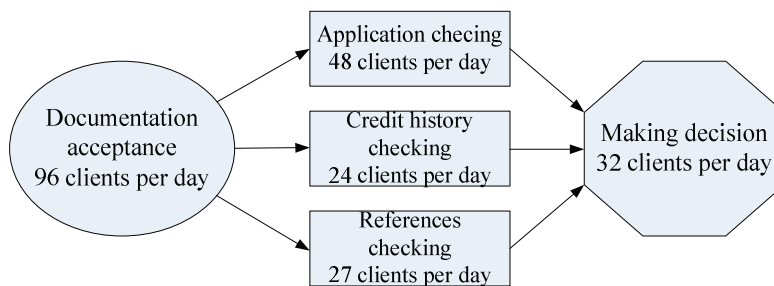 Documentation
acceptance
96 clients per day
Application checing
48 clients per day
Credit history
checking
24 clients per day
References
checking
27 clients per day
Making decision
32 clients per day